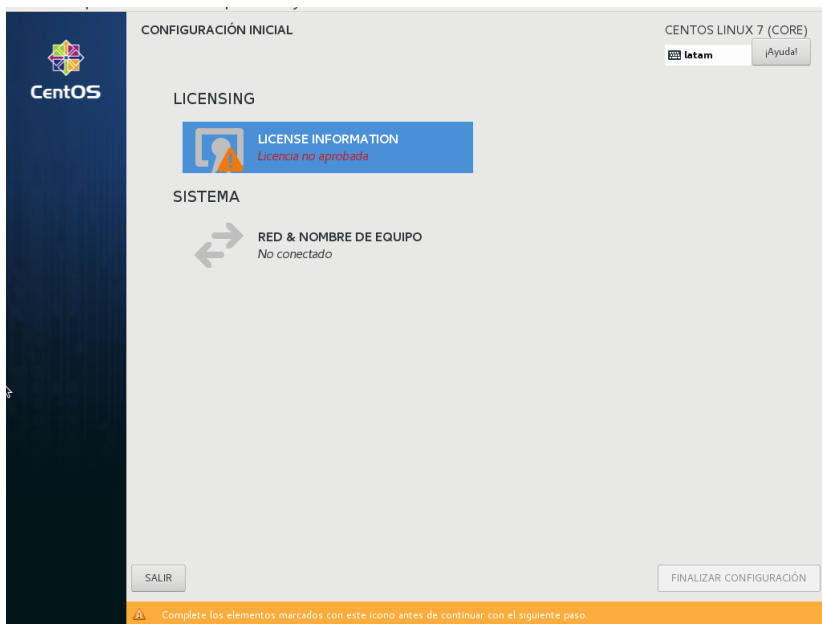 CONFIGURACIÓN INICIAL
CENTOS LINUX 7 (CORE)
latam
¡Ayuda!
CentOS
LICENSING
LICENSE INFORMATION
Licencia no aprobada
SISTEMA
RED & NOMBRE DE EQUIPO
No conectado
SALIR
FINALIZAR CONFIGURACIÓN
Complete los elementos marcados con este icono antes de continuar con el siguiente paso.